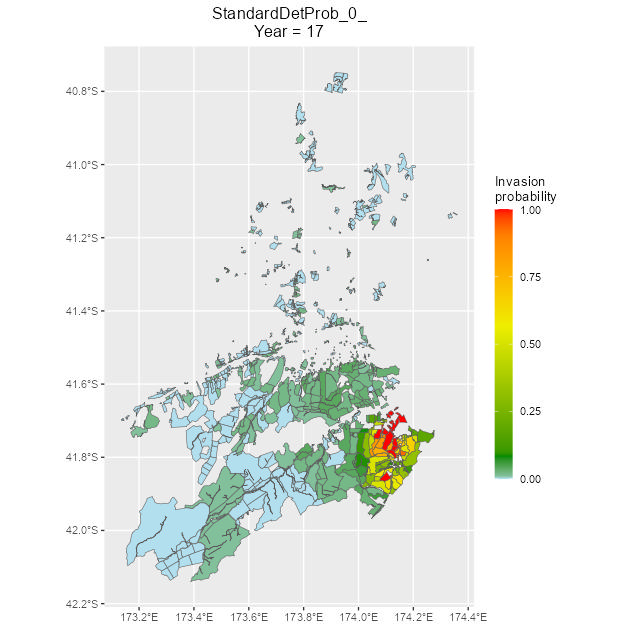 StandardDetProb_0_
Year = 17
40.8°S
41.0°S
41.2°S
41.4°S
41.6°S
41.8°S
42.0°S
42.2°S
173.2°E 173.4°E 173.6°E 173.8°E 174.0°E 174.2°E 174.4°E
Invasion
probability
1.00
0.75
0.50
0.25
0.00